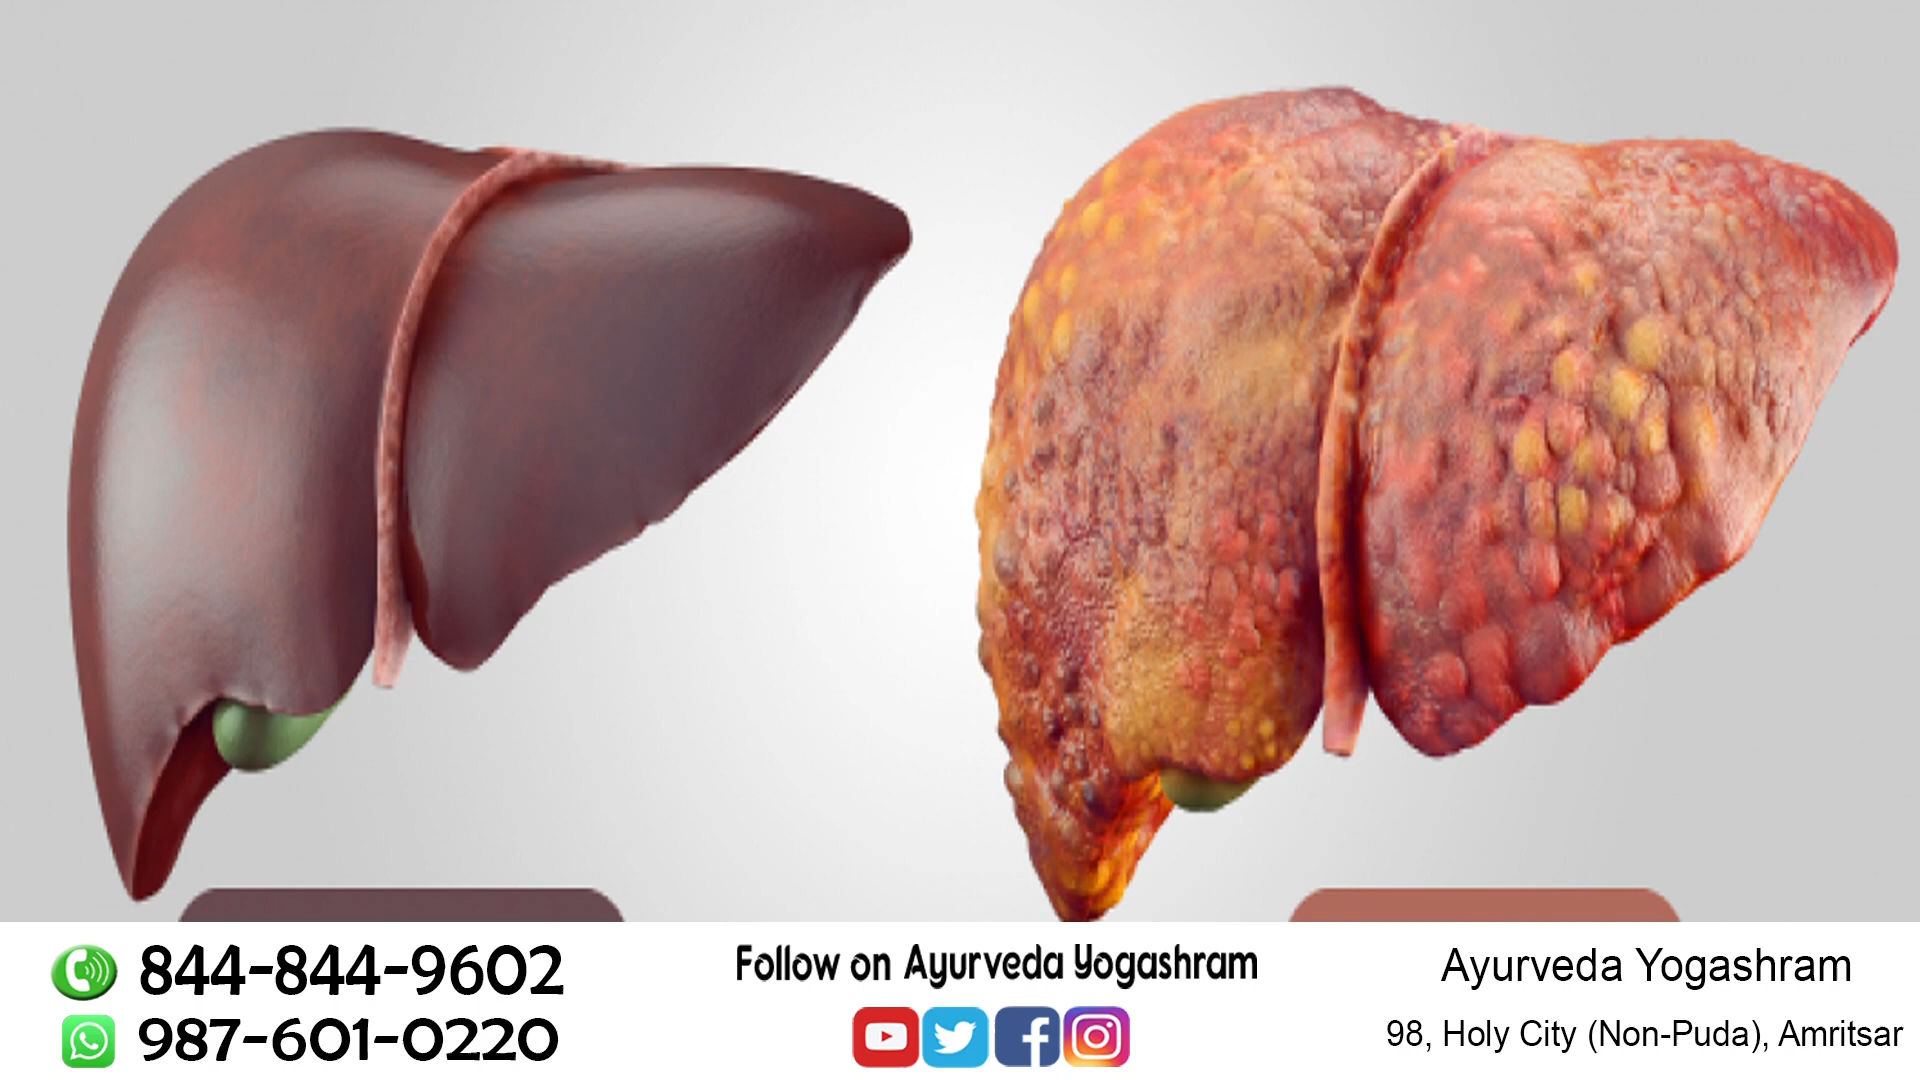 844-844-9602
987-601-0220
Follow on Ayurveda Yogashram
Ayurveda Yogashram
98, Holy City (Non-Puda), Amritsar